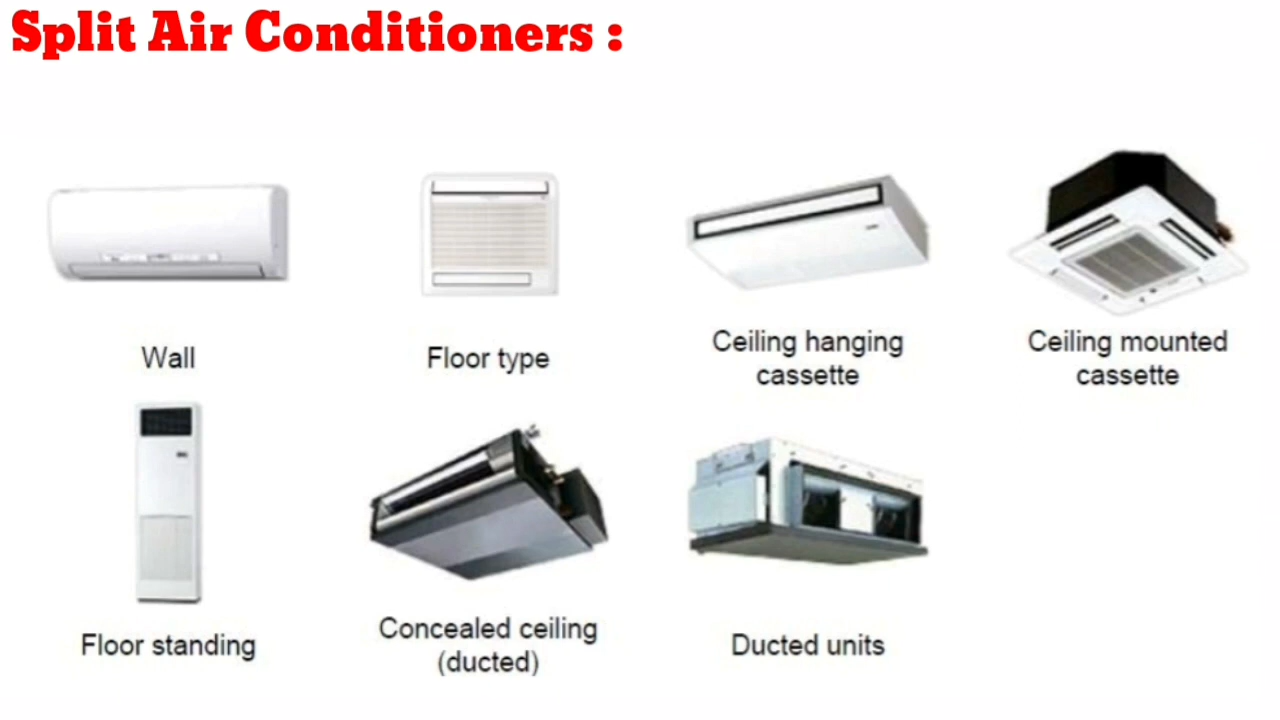 Split Air Conditioners :
Wall
Floor type
Ceiling hanging
cassette
Ceiling mounted
cassette
Floor standing
Concealed ceiling
(ducted)
Ducted units